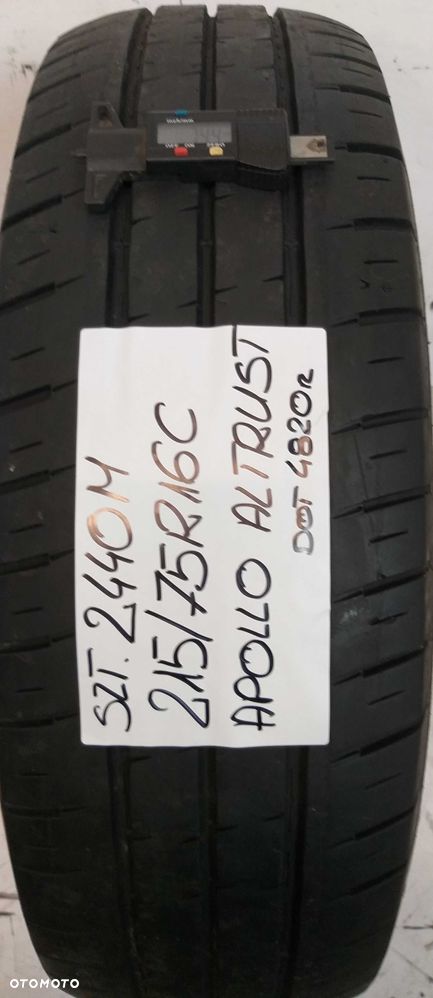 SZT. 2440M
215/75R16C
APOLLO ALTRUST
DOT 4820R
OTOMOTO